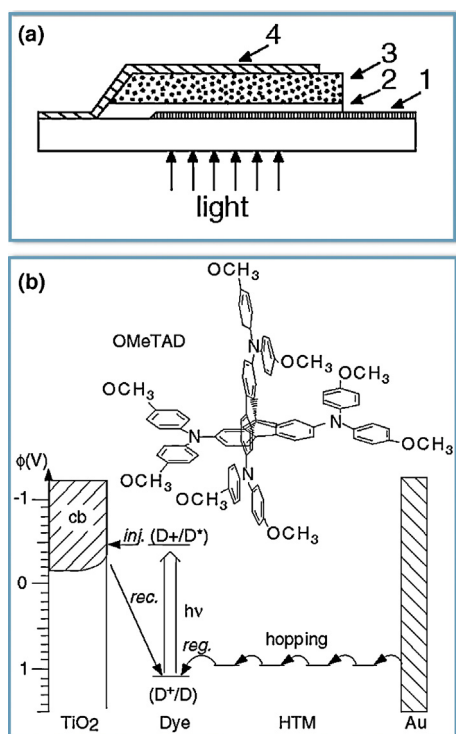 (a)
4
3
2
1
light
(b)
OCH3
OMeTAD
N
OCH3
OCH3
OCH3
N
N
OCH3
OCH3
N
OCH3
OCH3
ϕ(V)
-1
cb
inj. (D+/D*)
0
rec.
hν
reg.
hopping
1
(D⁺/D)
TiO2 Dye HTM Au